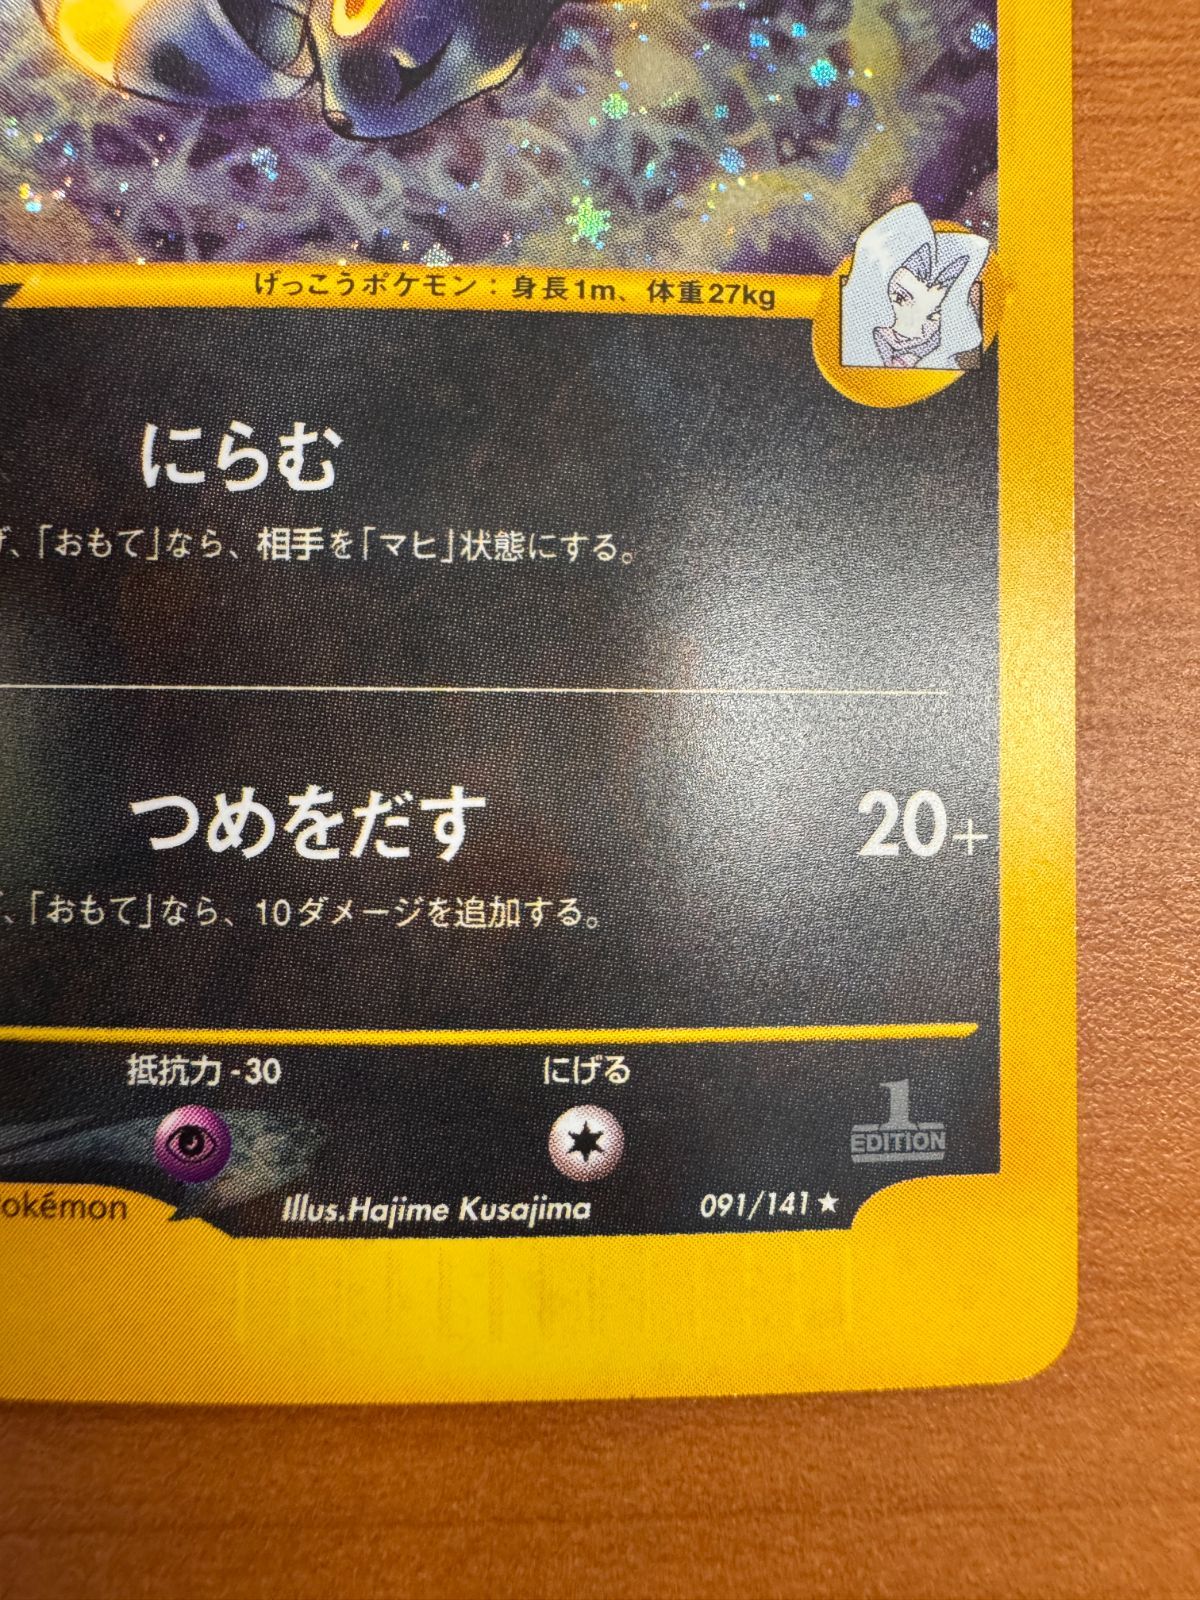 げっこうポケモン：身長1m、体重27kg
にらむ
、「おもて」なら、相手を「マヒ」状態にする。
つめをだす 20+
、「おもて」なら、10ダメージを追加する。
抵抗力 -30 にげる
1
EDITION
okémon Illus.Hajime Kusajima 091/141★